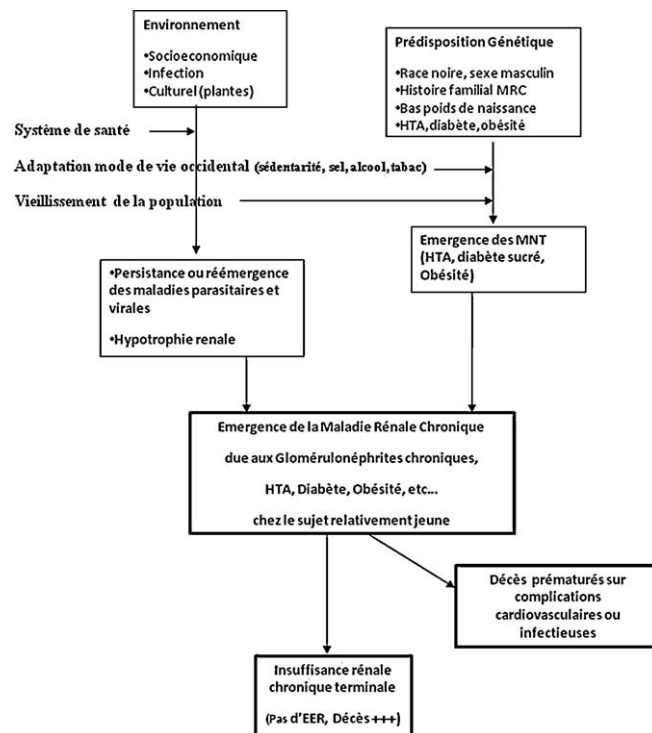 Environnement
•Socioeconomique
•Infection
•Culturel (plantes)
Prédisposition Génétique
•Race noire, sexe masculin
•Histoire familial MRC
•Bas poids de naissance
•HTA,diabète,obésité
Système de santé
Adaptation mode de vie occidental (sédentarité, sel, alcool, tabac)
Vieillissement de la population
•Persistance ou réémergence
des maladies parasitaires et
virales
•Hypotrophie renale
Emergence des MNT
(HTA, diabète sucré,
Obésité)
Emergence de la Maladie Rénale Chronique
due aux Glomérulonéphrites chroniques,
HTA, Diabète, Obésité, etc...
chez le sujet relativement jeune
Décès prématurés sur
complications
cardiovasculaires ou
infectieuses
Insuffisance rénale
chronique terminale
(Pas d'EER, Décès +++)